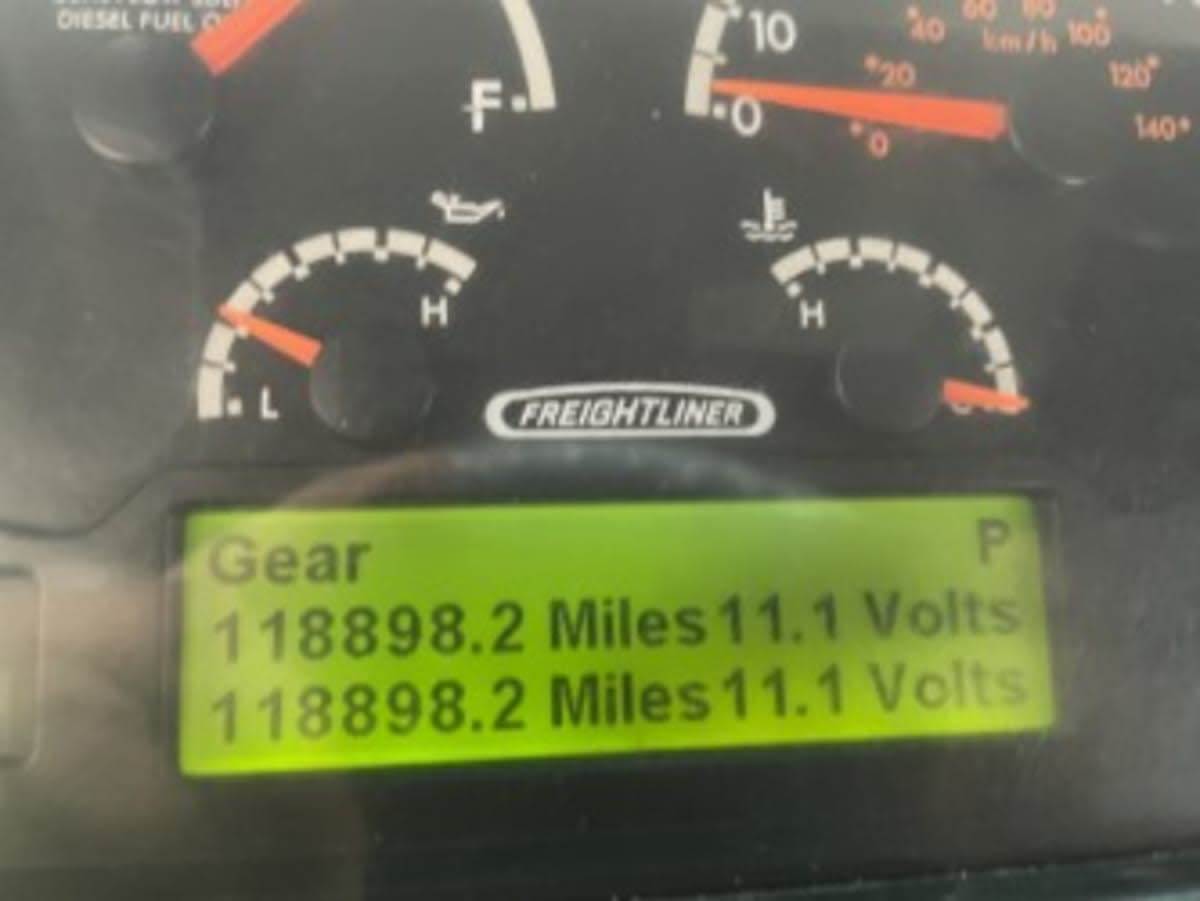 DIESEL FUEL
F
10
0
20
40
60
80
100
120
140
km/h
0
H
L
H
FREIGHTLINER
Gear P
118898.2 Miles 11.1 Volts
118898.2 Miles 11.1 Volts